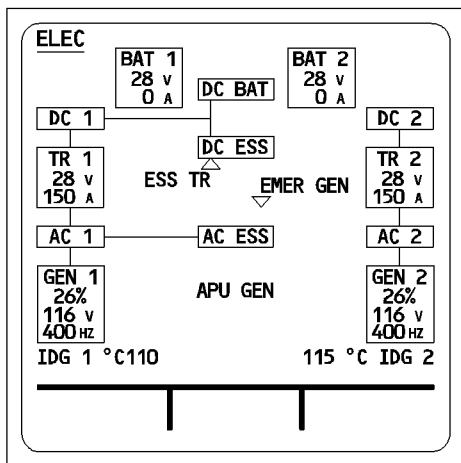 ELEC
BAT 1
28 V
0 A
BAT 2
28 V
0 A
DC BAT
DC 1
DC 2
DC ESS
TR 1
28 V
150 A
ESS TR
EMER GEN
TR 2
28 V
150 A
AC 1
AC ESS
AC 2
GEN 1
26%
116 V
400 HZ
APU GEN
GEN 2
26%
116 V
400 HZ
IDG 1 °C110
115 °C IDG 2